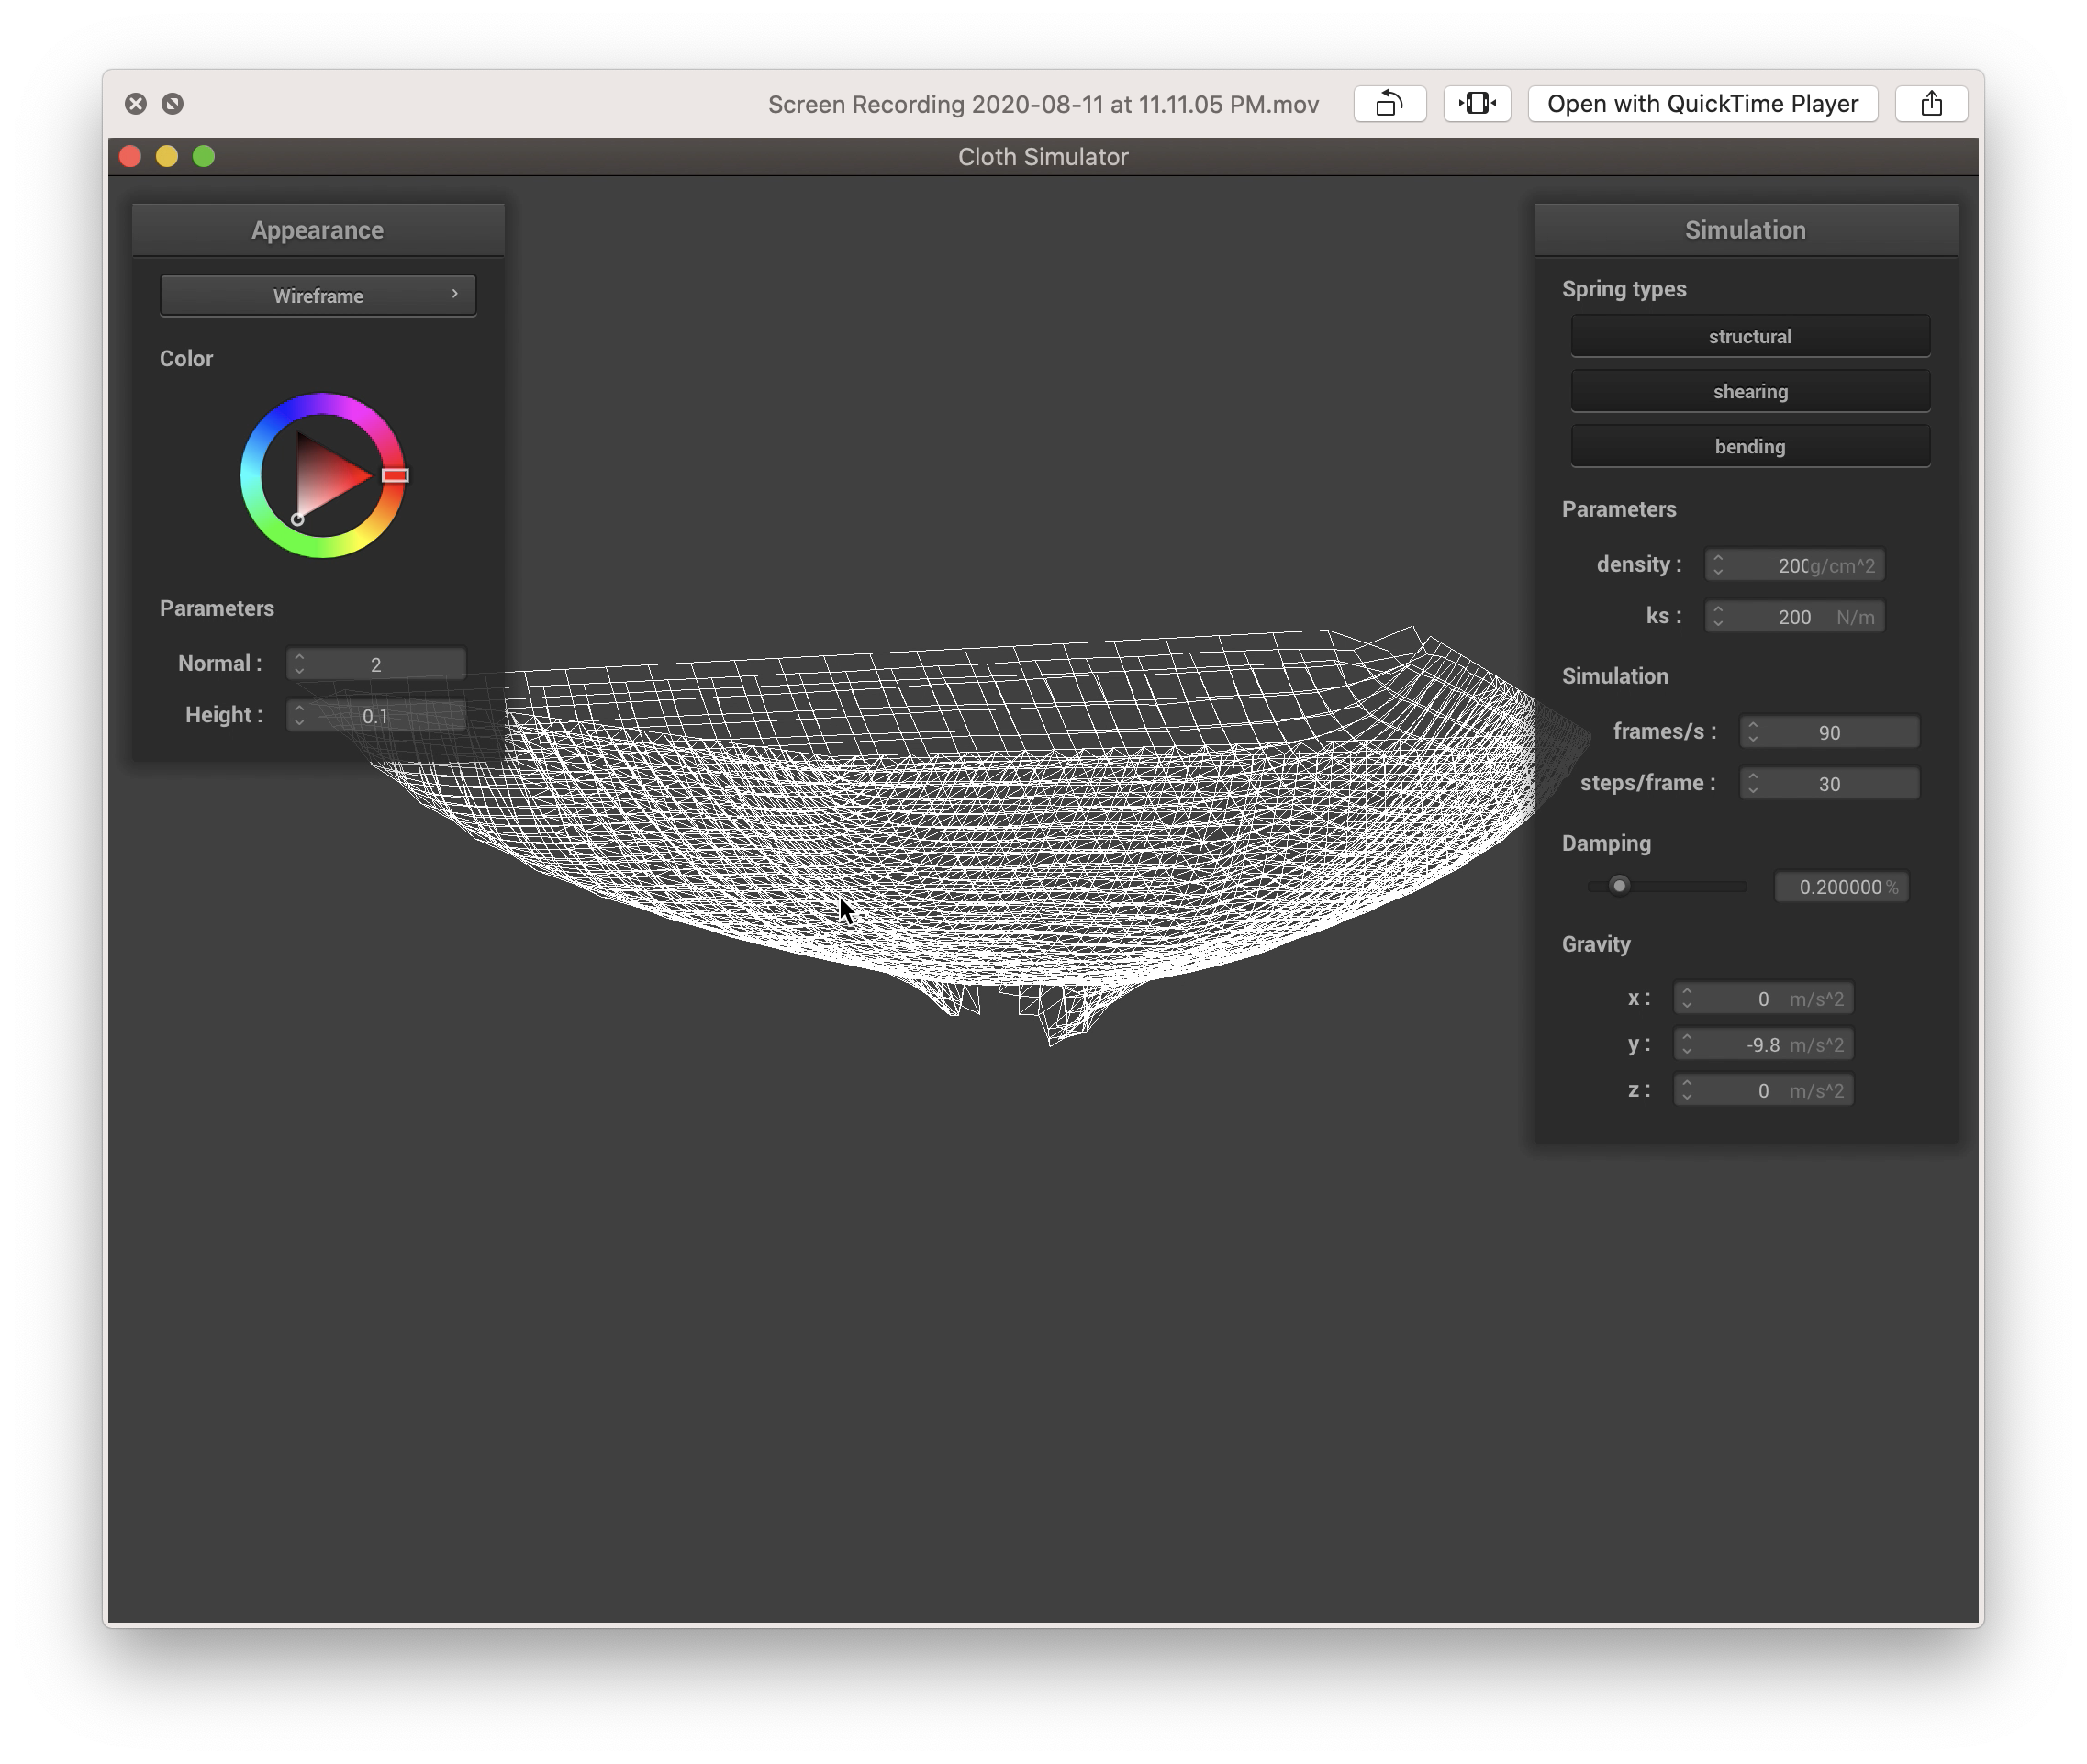 Screen Recording 2020-08-11 at 11.11.05 PM.mov
Open with QuickTime Player
Cloth Simulator
Appearance
Wireframe
Color
Parameters
Normal : 2
Height : 0.1
Simulation
Spring types
structural
shearing
bending
Parameters
density : 200 g/cm^2
ks : 200 N/m
Simulation
frames/s : 90
steps/frame : 30
Damping
0.200000 %
Gravity
x : 0 m/s^2
y : -9.8 m/s^2
z : 0 m/s^2